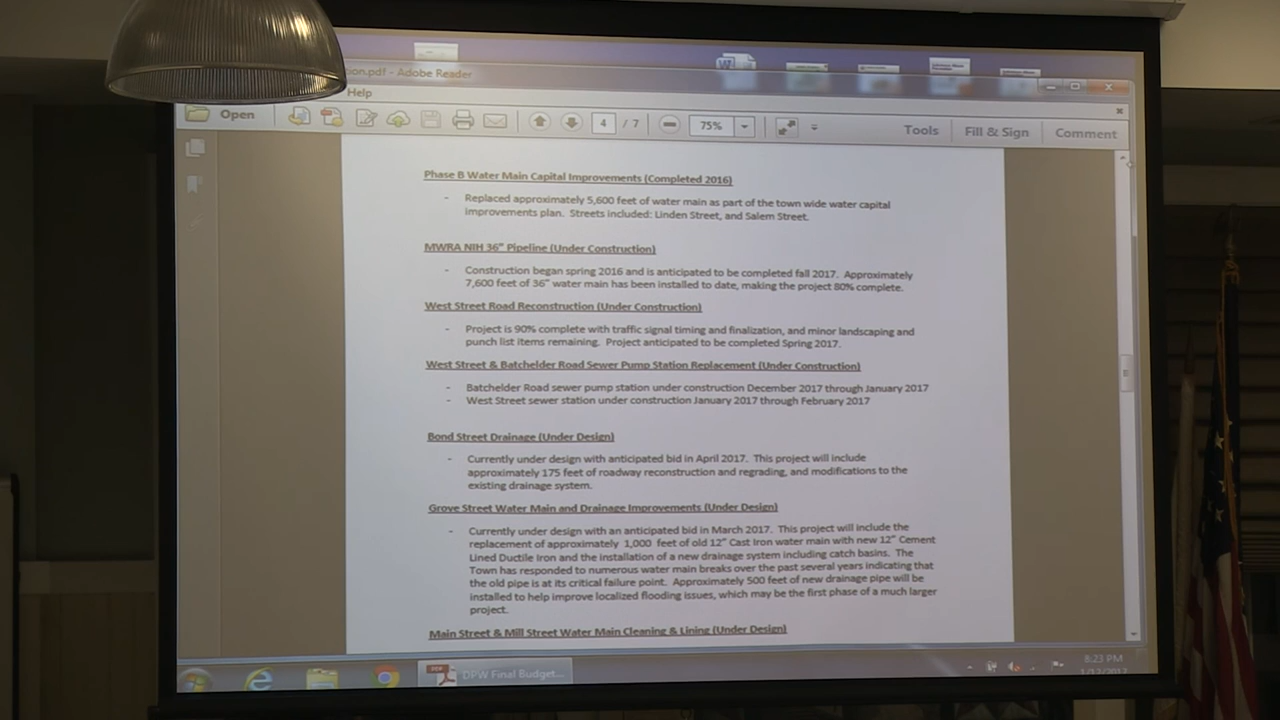 on.pdf - Adobe Reader
Help
Open
4 / 7
75%
Tools
Fill & Sign
Comment
Phase B Water Main Capital Improvements (Completed 2016)
- Replaced approximately 5,600 feet of water main as part of the town wide water capital
improvements plan. Streets included: Linden Street, and Salem Street.
MWRA NIH 36" Pipeline (Under Construction)
- Construction began spring 2016 and is anticipated to be completed fall 2017. Approximately
7,600 feet of 36" water main has been installed to date, making the project 80% complete.
West Street Road Reconstruction (Under Construction)
- Project is 90% complete with traffic signal timing and finalization, and minor landscaping and
punch list items remaining. Project anticipated to be completed Spring 2017.
West Street & Batchelder Road Sewer Pump Station Replacement (Under Construction)
- Batchelder Road sewer pump station under construction December 2017 through January 2017
- West Street sewer station under construction January 2017 through February 2017
Bond Street Drainage (Under Design)
- Currently under design with anticipated bid in April 2017. This project will include
approximately 175 feet of roadway reconstruction and regrading, and modifications to the
existing drainage system.
Grove Street Water Main and Drainage Improvements (Under Design)
- Currently under design with an anticipated bid in March 2017. This project will include the
replacement of approximately 1,000 feet of old 12" Cast Iron water main with new 12" Cement
Lined Ductile Iron and the installation of a new drainage system including catch basins. The
Town has responded to numerous water main breaks over the past several years indicating that
the old pipe is at its critical failure point. Approximately 500 feet of new drainage pipe will be
installed to help improve localized flooding issues, which may be the first phase of a much larger
project.
Main Street & Mill Street Water Main Cleaning & Lining (Under Design)
DPW Final Budget...
8:23 PM
1/12/2017